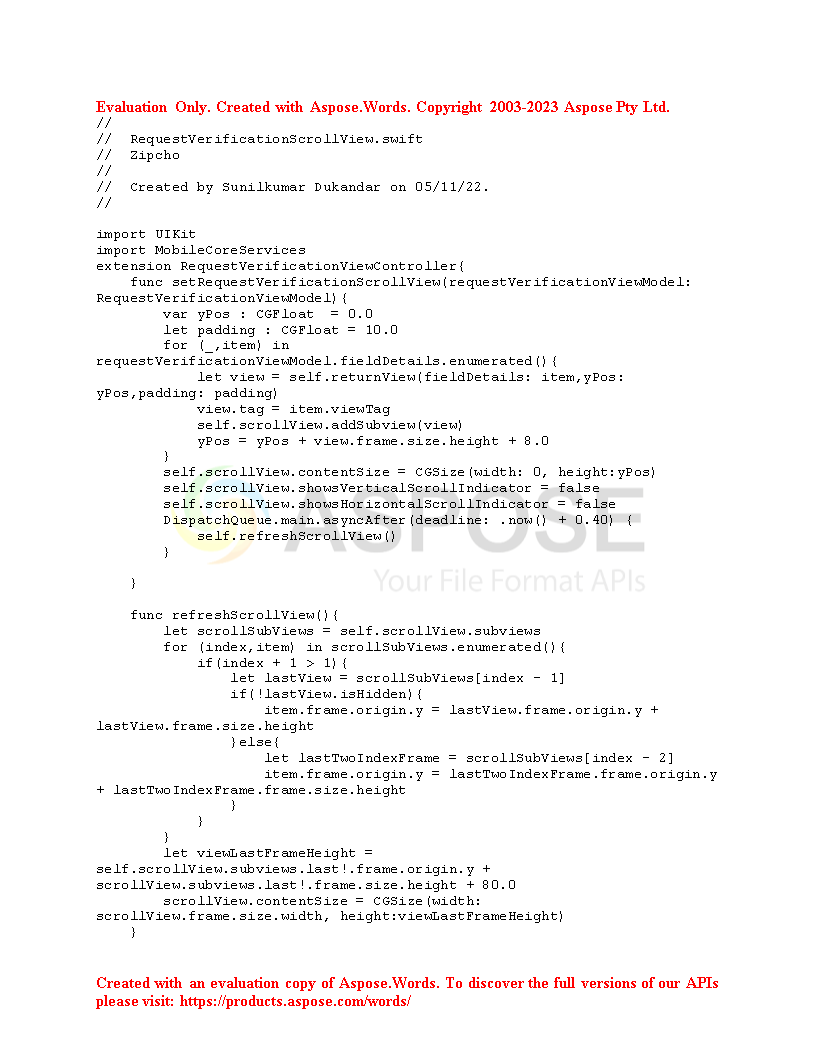 Evaluation Only. Created with Aspose.Words. Copyright 2003-2023 Aspose Pty Ltd.
//
//  RequestVerificationScrollView.swift
//  Zipcho
//
//  Created by Sunilkumar Dukandar on 05/11/22.
//

import UIKit
import MobileCoreServices
extension RequestVerificationViewController{
    func setRequestVerificationScrollView(requestVerificationViewModel:
RequestVerificationViewModel){
        var yPos : CGFloat  = 0.0
        let padding : CGFloat = 10.0
        for (_,item) in
requestVerificationViewModel.fieldDetails.enumerated(){
            let view = self.returnView(fieldDetails: item,yPos:
yPos,padding: padding)
            view.tag = item.viewTag
            self.scrollView.addSubview(view)
            yPos = yPos + view.frame.size.height + 8.0
        }
        self.scrollView.contentSize = CGSize(width: 0, height:yPos)
        self.scrollView.showsVerticalScrollIndicator = false
        self.scrollView.showsHorizontalScrollIndicator = false
        DispatchQueue.main.asyncAfter(deadline: .now() + 0.40) {
            self.refreshScrollView()
        }
ASPOSE
Your File Format APIs

    }

    func refreshScrollView(){
        let scrollSubViews = self.scrollView.subviews
        for (index,item) in scrollSubViews.enumerated(){
            if(index + 1 > 1){
                let lastView = scrollSubViews[index - 1]
                if(!lastView.isHidden){
                    item.frame.origin.y = lastView.frame.origin.y +
lastView.frame.size.height
                }else{
                    let lastTwoIndexFrame = scrollSubViews[index - 2]
                    item.frame.origin.y = lastTwoIndexFrame.frame.origin.y
+ lastTwoIndexFrame.frame.size.height
                }
            }
        }
        let viewLastFrameHeight =
self.scrollView.subviews.last!.frame.origin.y +
scrollView.subviews.last!.frame.size.height + 80.0
        scrollView.contentSize = CGSize(width:
scrollView.frame.size.width, height:viewLastFrameHeight)
    }

Created with an evaluation copy of Aspose.Words. To discover the full versions of our APIs
please visit: https://products.aspose.com/words/